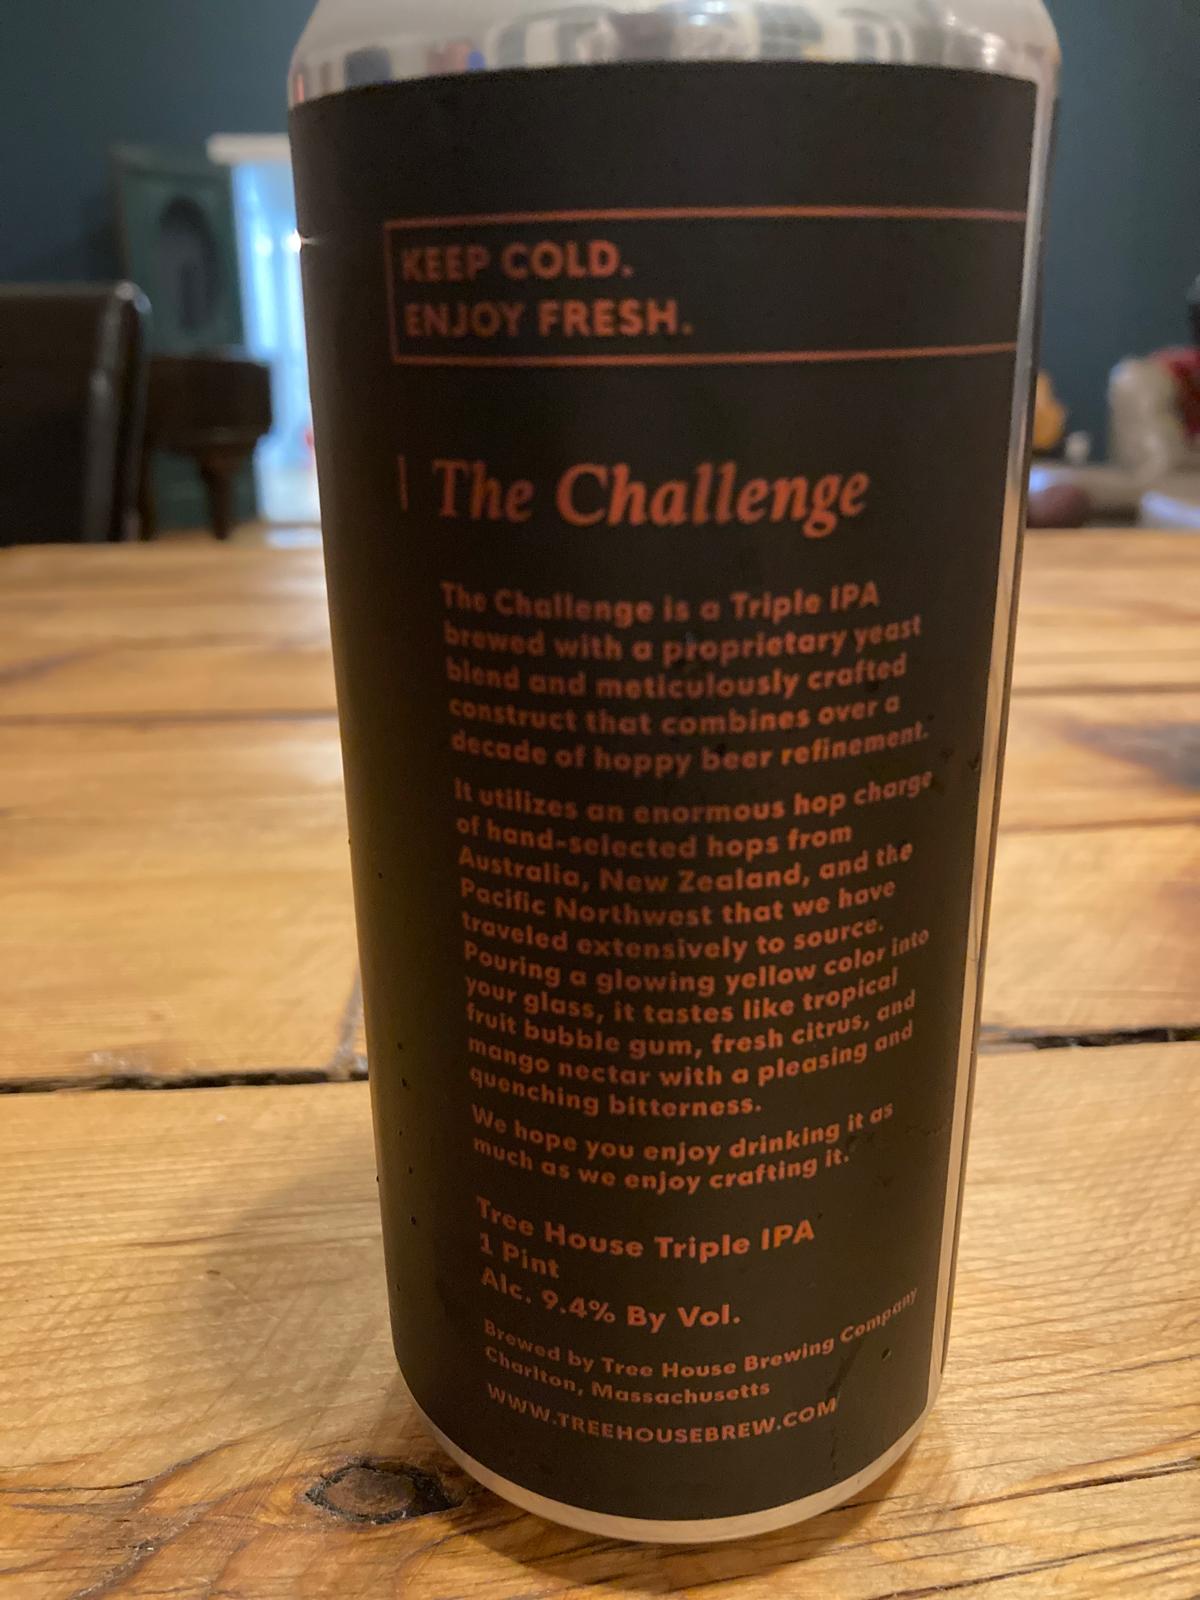 KEEP COLD.
ENJOY FRESH.
The Challenge
The Challenge is a Triple IPA
brewed with a proprietary yeast
blend and meticulously crafted
construct that combines over a
decade of hoppy beer refinement.
It utilizes an enormous hop charge
of hand-selected hops from
Australia, New Zealand, and the
Pacific Northwest that we have
traveled extensively to source.
Pouring a glowing yellow color into
your glass, it tastes like tropical
fruit bubble gum, fresh citrus, and
mango nectar with a pleasing and
quenching bitterness.
We hope you enjoy drinking it as
much as we enjoy crafting it.
Tree House Triple IPA
1 Pint
Alc. 9.4% By Vol.
Brewed by Tree House Brewing Company
Charlton, Massachusetts
WWW.TREEHOUSEBREW.COM